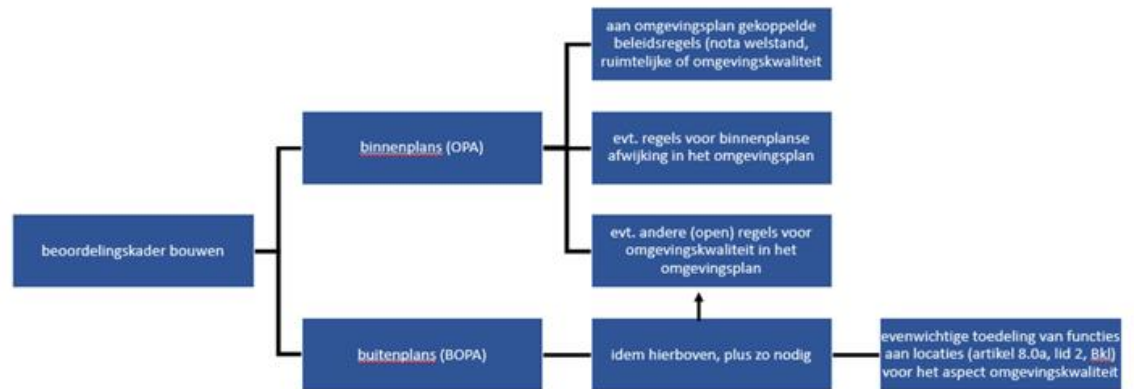 aan omgevingsplan gekoppelde
beleidsregels (nota welstand,
ruimtelijke of omgevingskwaliteit
binnenplans (OPA)
evt. regels voor binnenplanse
afwijking in het omgevingsplan
beoordelingskader bouwen
evt. andere (open) regels voor
omgevingskwaliteit in het
omgevingsplan
buitenplans (BOPA)
idem hierboven, plus zo nodig
evenwichtige toedeling van functies
aan locaties (artikel 8.0a, lid 2, Bkl)
voor het aspect omgevingskwaliteit